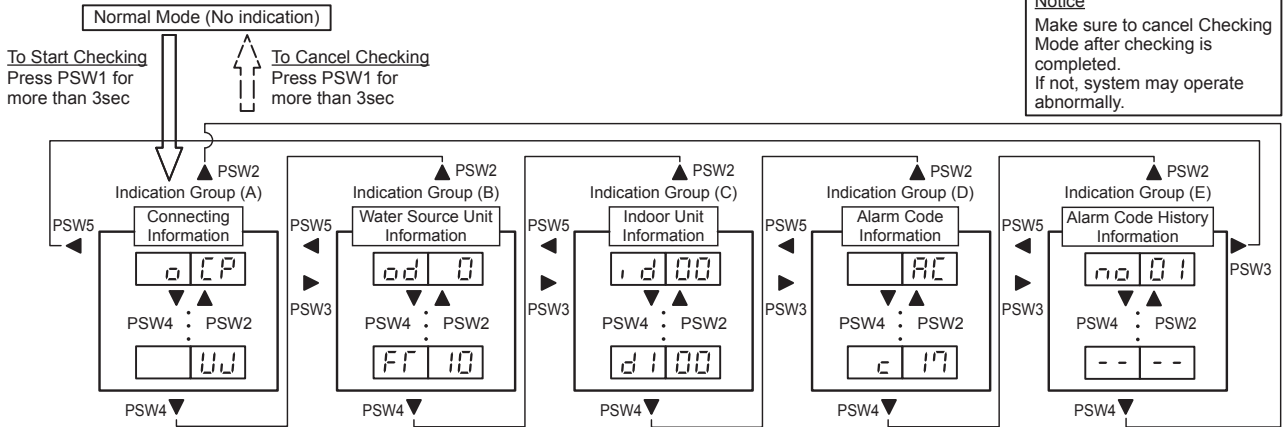 Notice
Make sure to cancel Checking
Mode after checking is
completed.
If not, system may operate
abnormally.
Normal Mode (No indication)
To Start Checking
Press PSW1 for
more than 3sec
To Cancel Checking
Press PSW1 for
more than 3sec
PSW2
PSW2
PSW2
PSW2
PSW2
Indication Group (A)
Indication Group (B)
Indication Group (C)
Indication Group (D)
Indication Group (E)
PSW5
Connecting
Information
o CP
PSW4 PSW2
UJ
PSW4
PSW5
PSW3
Water Source Unit
Information
od 0
PSW4 PSW2
FΓ 10
PSW4
PSW5
PSW3
Indoor Unit
Information
id 00
PSW4 PSW2
d1 00
PSW4
PSW5
PSW3
Alarm Code
Information
AC
PSW4 PSW2
c 17
PSW4
PSW5
PSW3
Alarm Code History
Information
no 01
PSW4 PSW2
- - - -
PSW4
PSW3